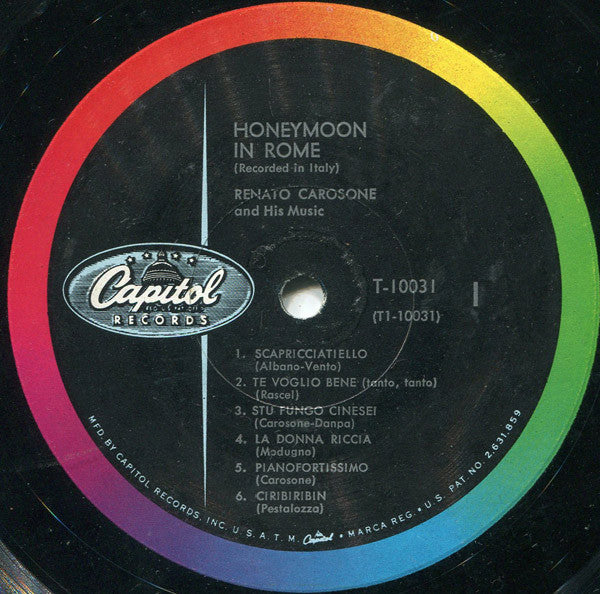 HONEYMOON
IN ROME
(Recorded in Italy)
RENATO CAROSONE
and His Music
Capitol
RECORDS
T-10031
1
(T1-10031)
1. SCAPRICCIATIELLO
(Albano-Vento)
2. TE VOGLIO BENE (tanto, tanto)
(Rascel)
3. STU FUNGO CINESEI
(Carosone-Danpa)
4. LA DONNA RICCIA
(Modugno)
5. PIANOFORTISSIMO
(Carosone)
6. CIRIBIRIBIN
(Pestalozza)
MFD BY CAPITOL RECORDS, INC. U.S.A. T.M. Capitol • MARCA REG. • U.S. PAT. NO. 2,631,859